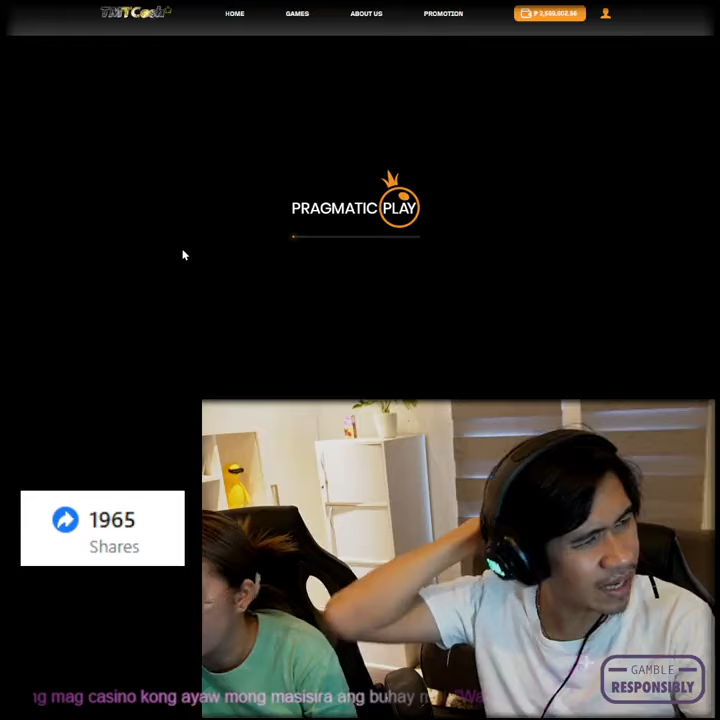 TMTCash
HOME
GAMES
ABOUT US
PROMOTION
PRAGMATIC PLAY
1965
Shares
mag casino kong ayaw mong masisira ang buhay
GAMBLE
RESPONSIBLY